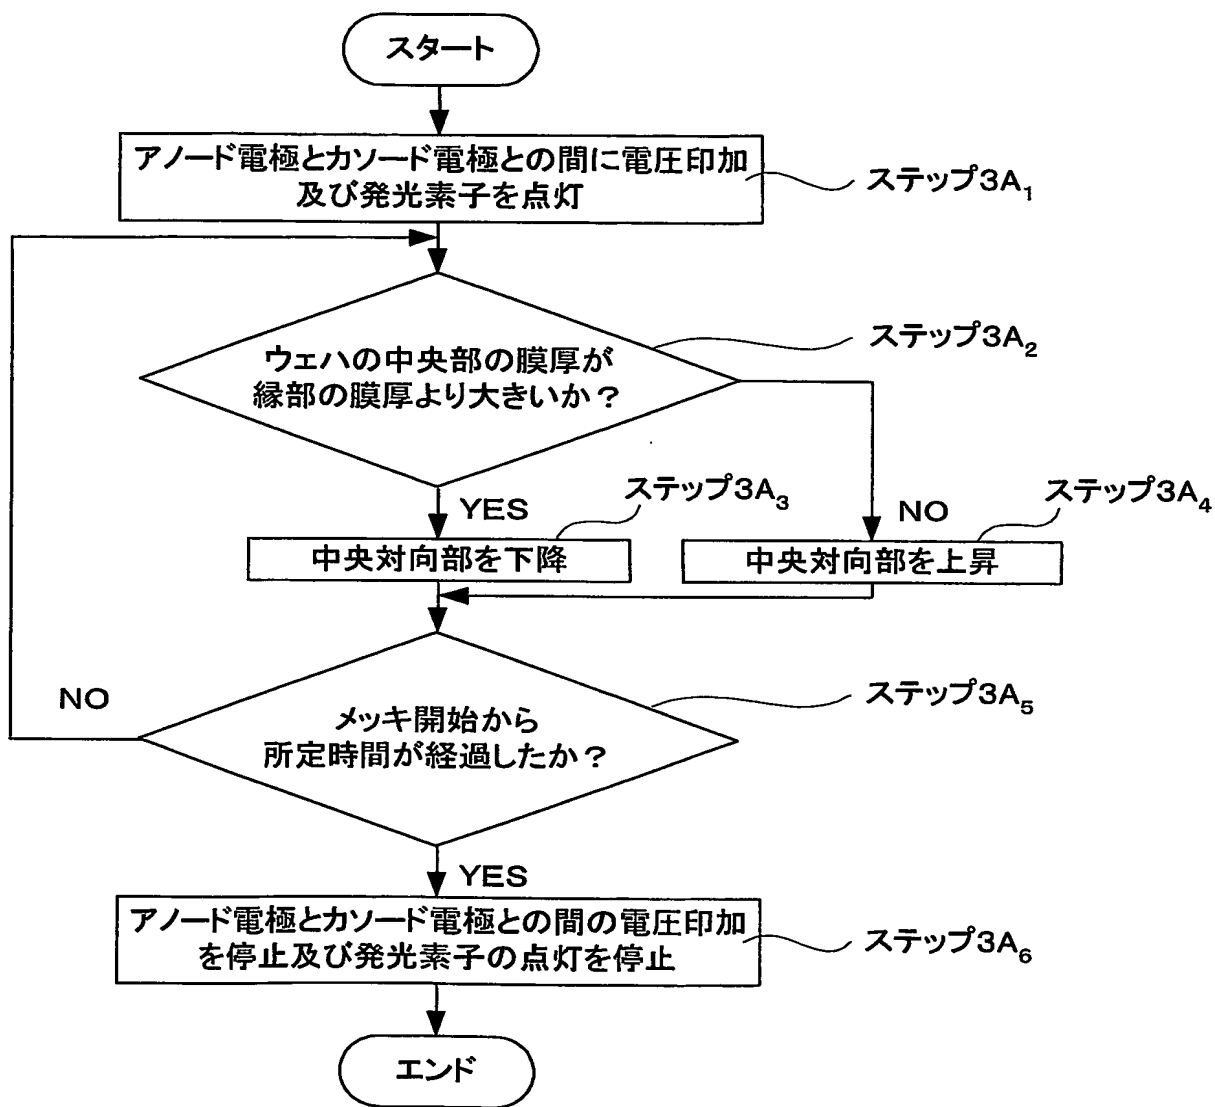 スタート
アノード電極とカソード電極との間に電圧印加
及び発光素子を点灯
ステップ3A₁
ウェハの中央部の膜厚が
縁部の膜厚より大きいか？
ステップ3A₂
YES
ステップ3A₃
NO
ステップ3A₄
中央対向部を下降
中央対向部を上昇
NO
メッキ開始から
所定時間が経過したか？
ステップ3A₅
YES
アノード電極とカソード電極との間の電圧印加
を停止及び発光素子の点灯を停止
ステップ3A₆
エンド